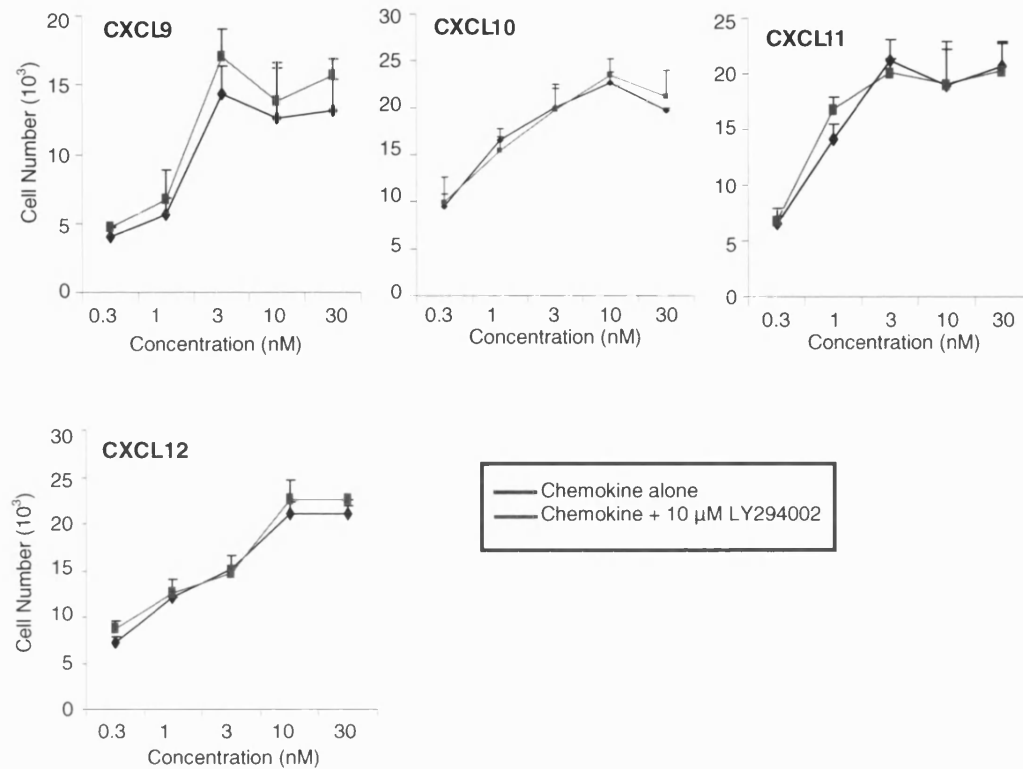 CXCL9
20
15
10
5
0
Cell Number (10³)
0.3 1 3 10 30
Concentration (nM)
CXCL10
30
25
20
15
10
5
0
0.3 1 3 10 30
Concentration (nM)
CXCL11
25
20
15
10
5
0
0.3 1 3 10 30
Concentration (nM)
CXCL12
30
25
20
15
10
5
0
Cell Number (10³)
0.3 1 3 10 30
Concentration (nM)
Chemokine alone
Chemokine + 10 µM LY294002